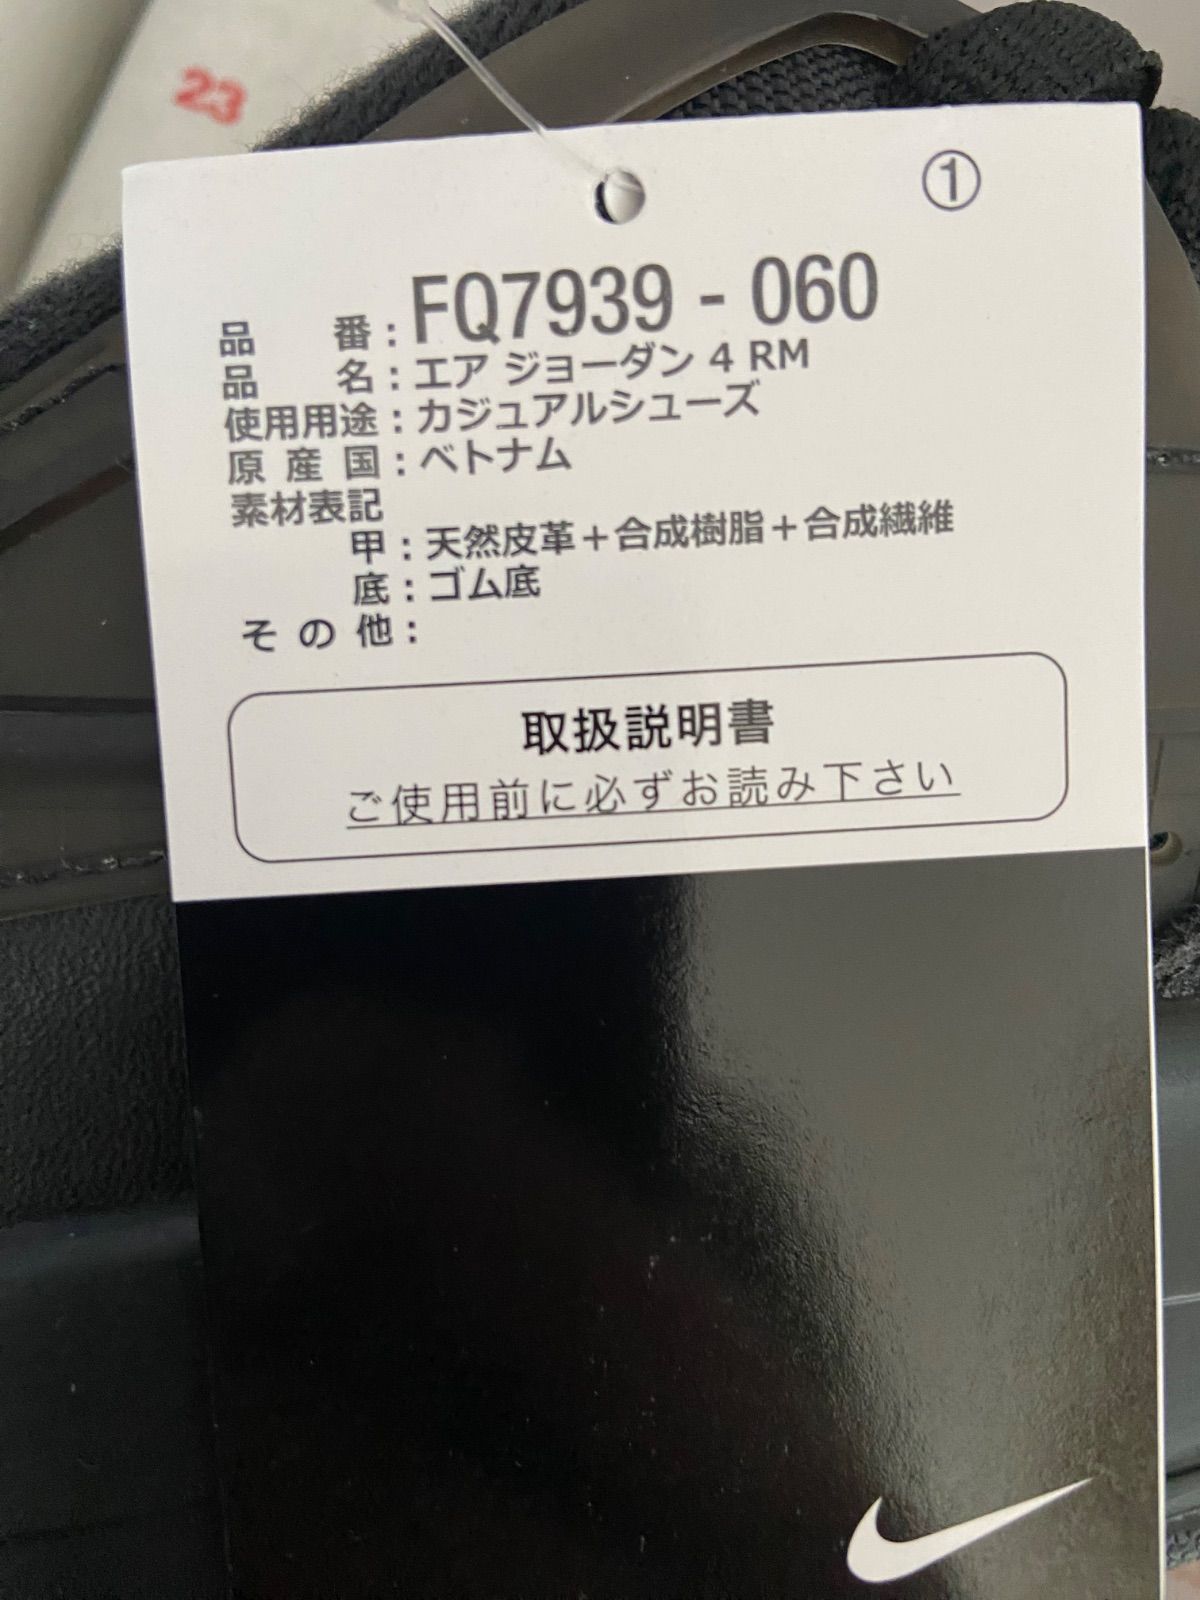 23
①
品　番：FQ7939 - 060
品　名：エア ジョーダン 4 RM
使用用途：カジュアルシューズ
原産国：ベトナム
素材表記
甲：天然皮革＋合成樹脂＋合成繊維
底：ゴム底
その他：
取扱説明書
ご使用前に必ずお読み下さい